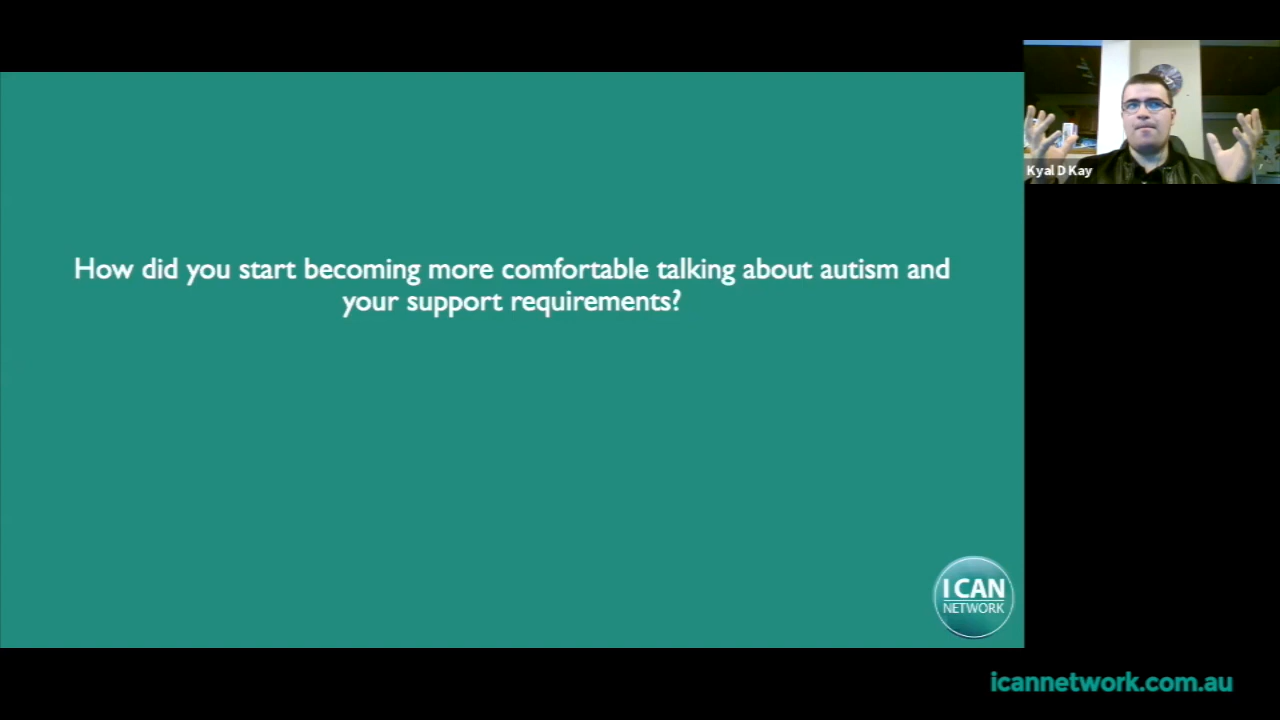 Kyal D Kay
How did you start becoming more comfortable talking about autism and
your support requirements?
I CAN
NETWORK
icannetwork.com.au